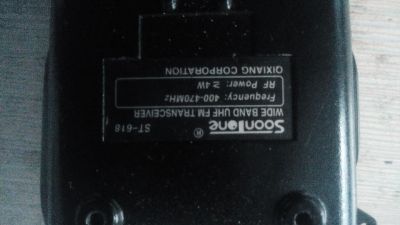 SoonTone ®
ST-618
WIDE BAND UHF FM TRANSCEIVER
Frequency: 400-470MHz
RF Power: ≥ 4W
QIXIANG CORPORATION